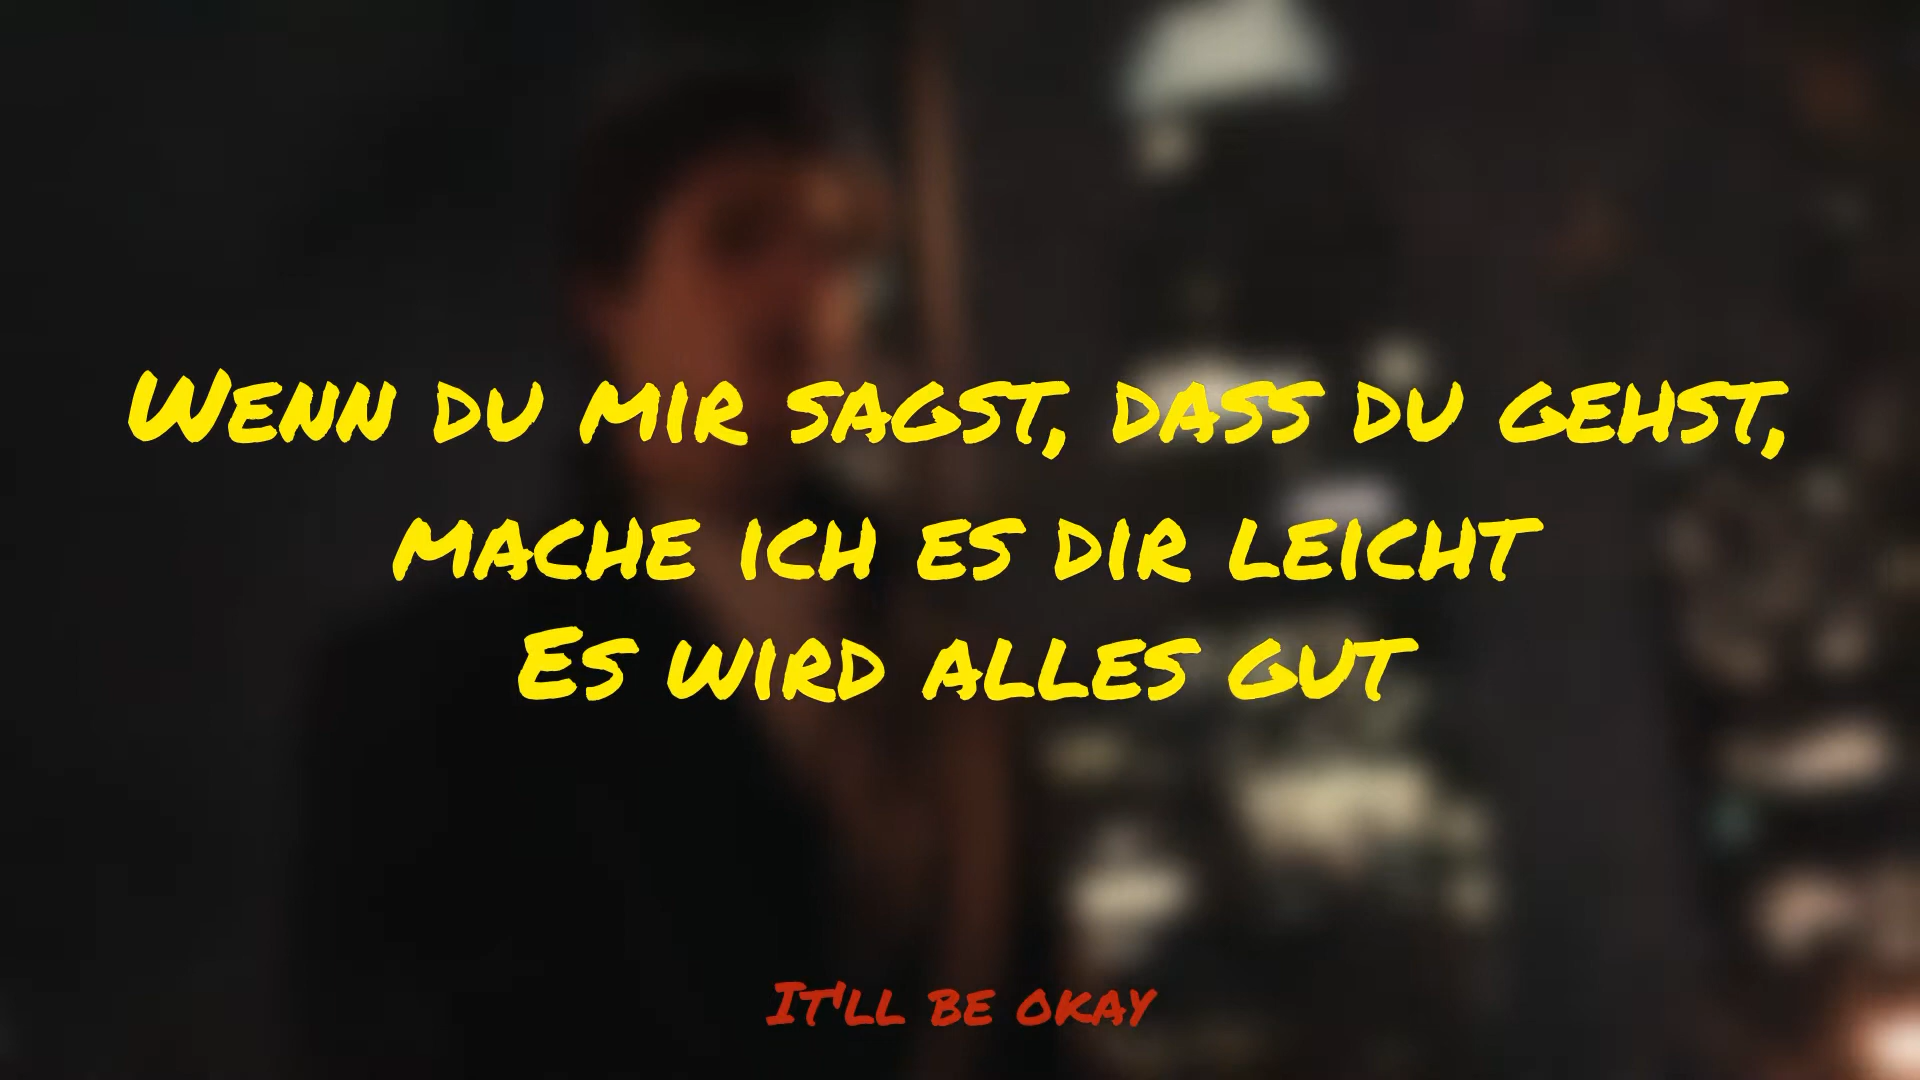 Wenn du mir sagst, dass du gehst,
mache ich es dir leicht
Es wird alles gut
It'll be okay